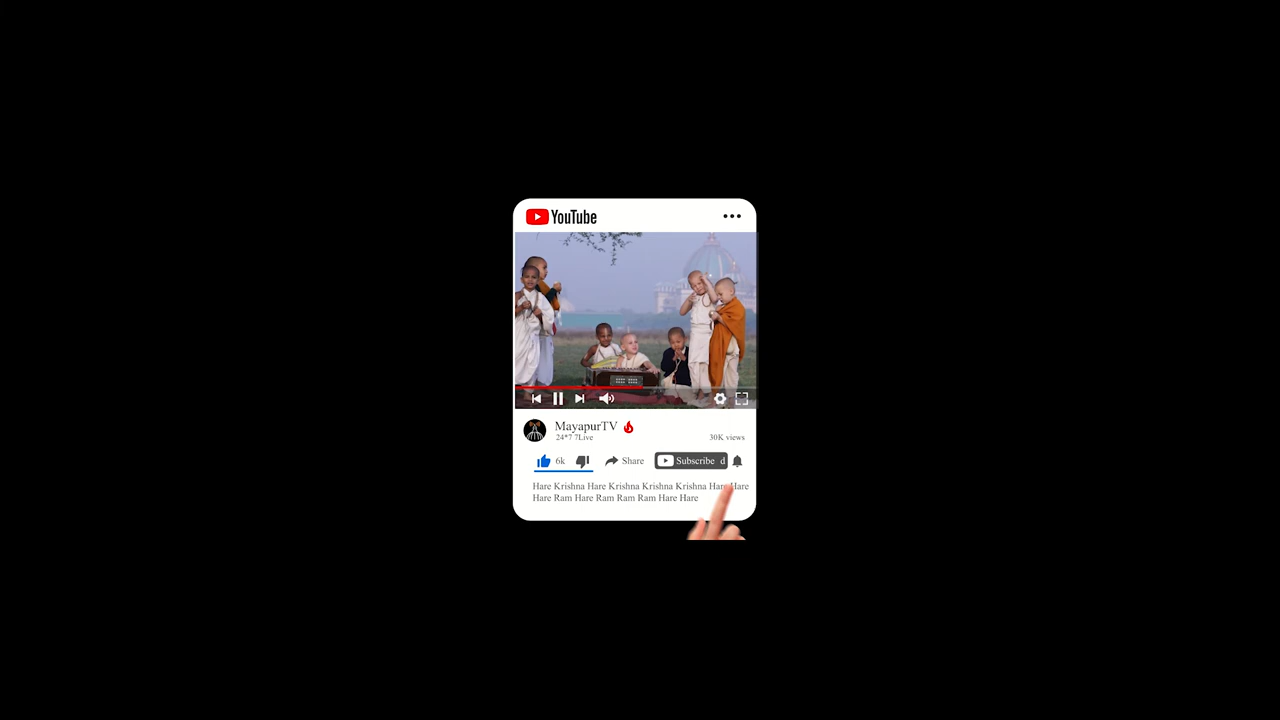 YouTube
MayapurTV
24*7 7Live
30K views
6k
Share
Subscribe d
Hare Krishna Hare Krishna Krishna Krishna Hare Hare
Hare Ram Hare Ram Ram Ram Hare Hare